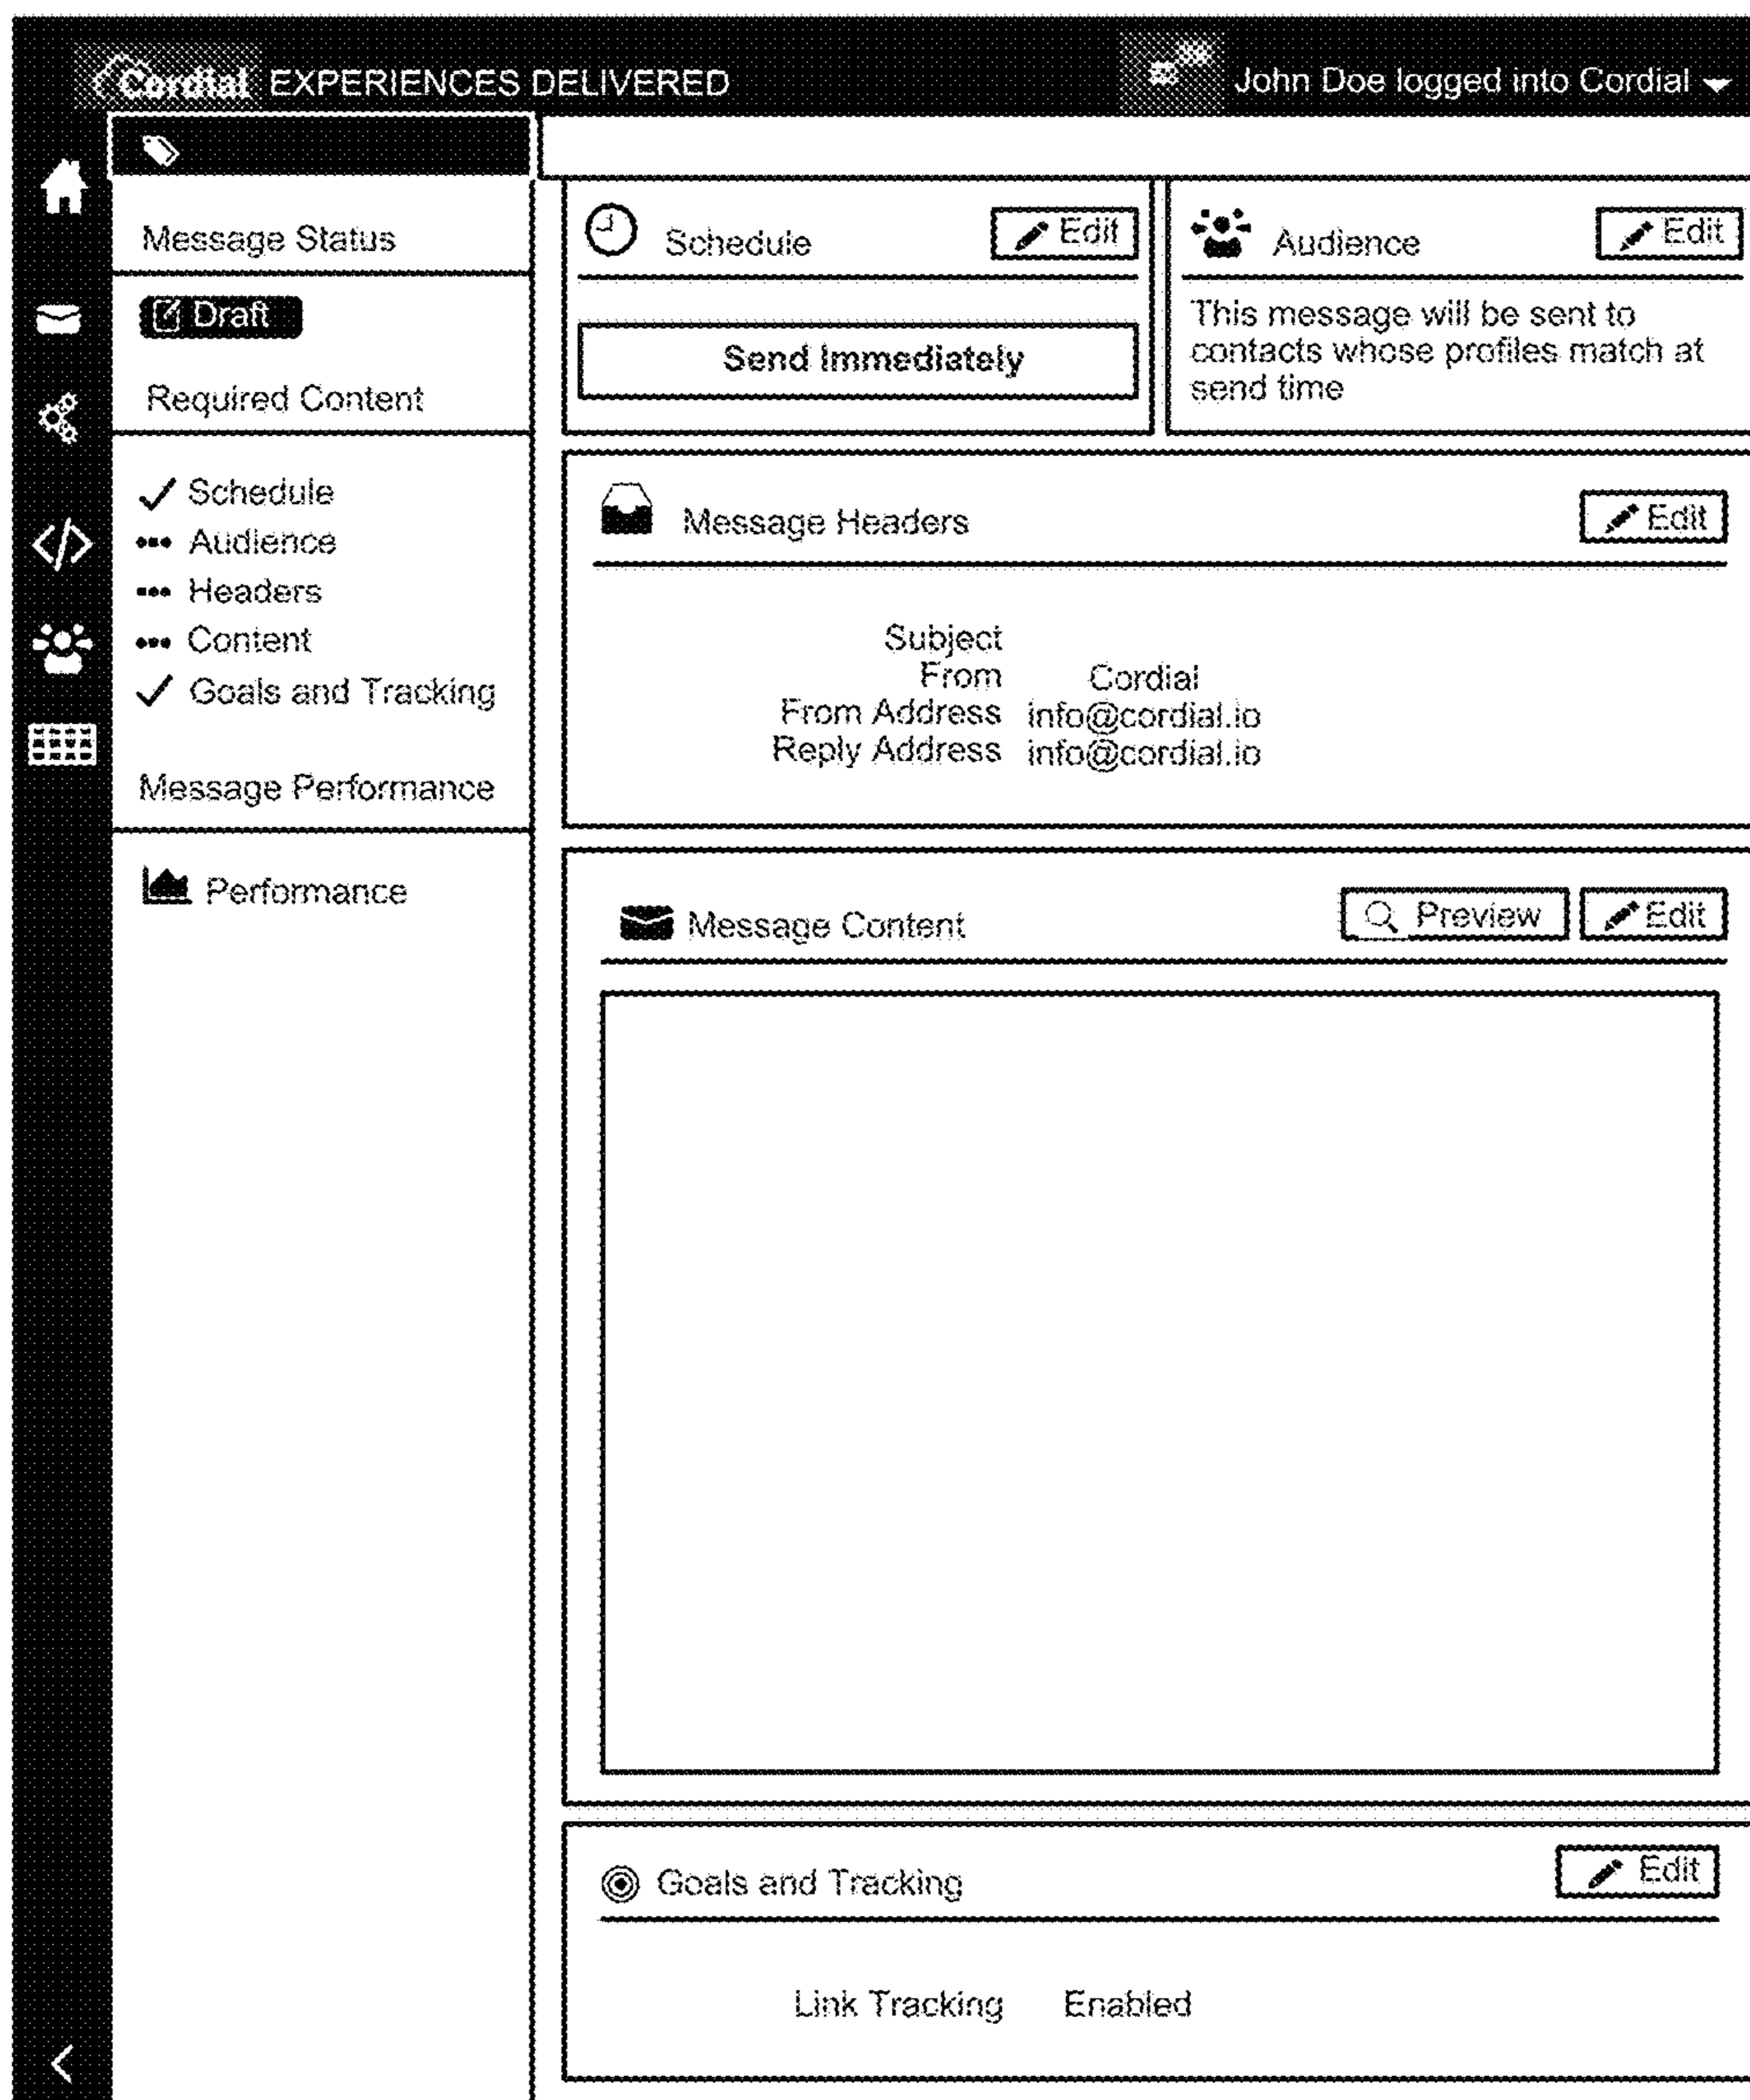 Cordial EXPERIENCES DELIVERED
John Doe logged into Cordial
Message Status
Draft
Required Content
Schedule
Audience
Headers
Content
Goals and Tracking
Message Performance
Performance
Schedule
Edit
Send Immediately
Audience
Edit
This message will be sent to
contacts whose profiles match at
send time
Message Headers
Edit
Subject
From Cordial
From Address info@cordial.io
Reply Address info@cordial.io
Message Content
Preview
Edit
Goals and Tracking
Edit
Link Tracking Enabled